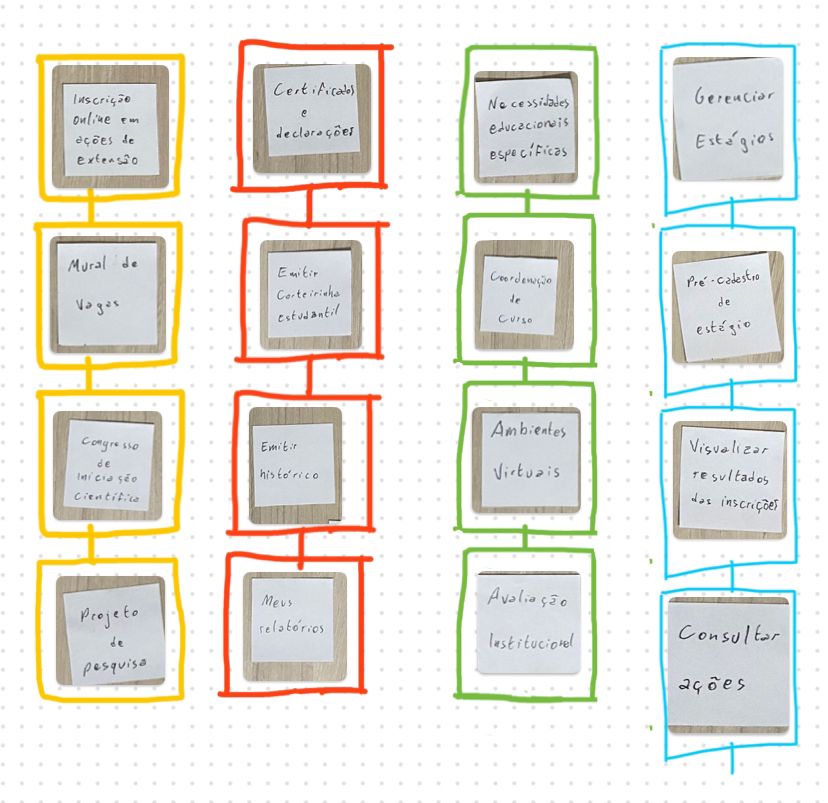 Inscrição
online em
ações de
extensão
Mural de
Vagas
Congresso
de
Iniciação
Científica
Projeto
de
pesquisa
Certificados
e
declarações
Emitir
Carteirinha
estudantil
Emitir
histórico
Meus
relatórios
Necessidades
educacionais
específicas
Coordenação
de
curso
Ambientes
Virtuais
Avaliação
Institucional
Gerenciar
Estágios
Pré-cadastro
de
estágio
Visualizar
resultados
das inscrições
Consultar
ações